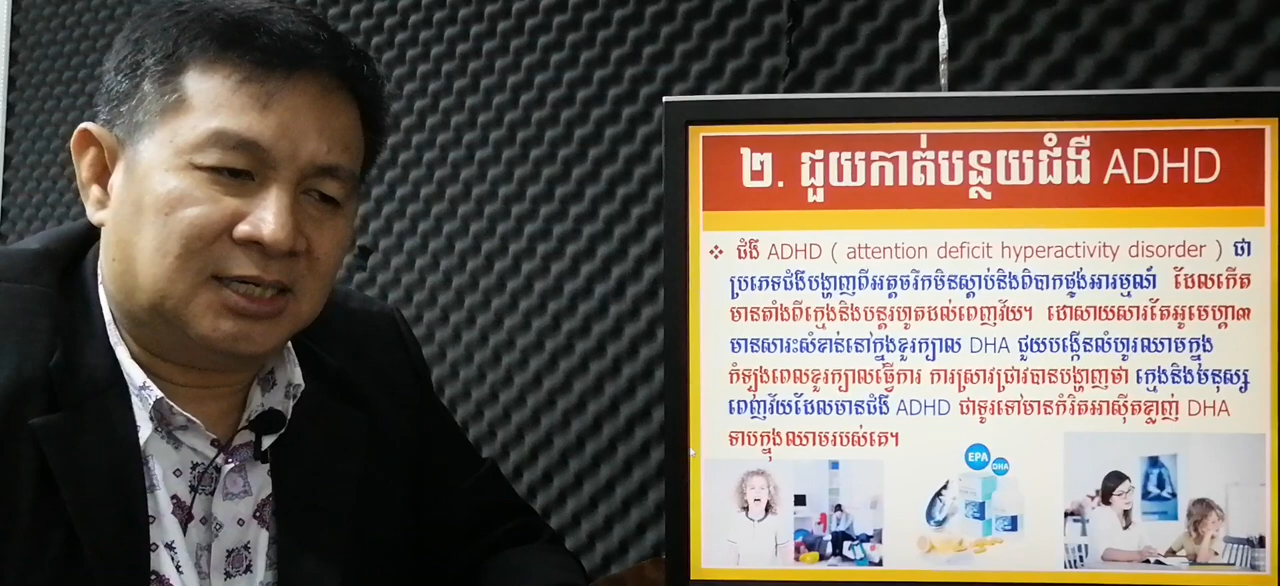 ២. ជួយកាត់បន្ថយជំងឺ ADHD
❖ ជំងឺ ADHD ( attention deficit hyperactivity disorder ) ជា
ប្រភេទជំងឺបង្ហាញពីអត្តចរឹកមិនស្តាប់និងពិបាកផ្ចង់អារម្មណ៍ ដែលកើត
មានតាំងពីក្មេងនិងបន្តរហូតដល់ពេញវ័យ។ ដោសាយសារតែអូមេហ្គា៣
មានសារៈសំខាន់នៅក្នុងខួរក្បាល DHA ជួយបង្កើនលំហូរឈាមក្នុង
កំឡុងពេលខួរក្បាលធ្វើការ ការស្រាវជ្រាវបានបង្ហាញថា ក្មេងនិងមនុស្ស
ពេញវ័យដែលមានជំងឺ ADHD ជាទូរទៅមានកំរិតអាស៊ីតខ្លាញ់ DHA
ទាបក្នុងឈាមរបស់គេ។
EPA
DHA